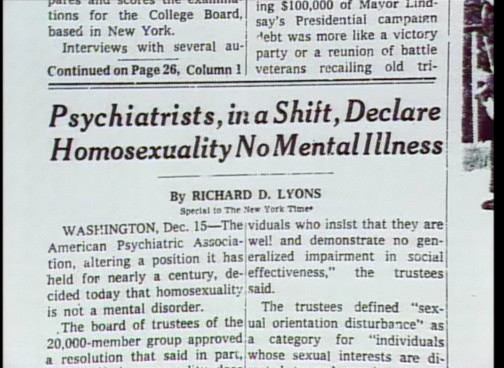 pares and scores the examina-
tions for the College Board,
based in New York.
Interviews with several au-
Continued on Page 26, Column 1
ing $100,000 of Mayor Lind-
say's Presidential campaign
debt was more like a victory
party or a reunion of battle
veterans recalling old tri-
Psychiatrists, in a Shift, Declare
Homosexuality No Mental Illness
By RICHARD D. LYONS
Special to The New York Times
WASHINGTON, Dec. 15—The
American Psychiatric Associa-
tion, altering a position it has
held for nearly a century, de-
cided today that homosexuality
is not a mental disorder.
The board of trustees of the
20,000-member group approved
a resolution that said in part,
viduals who insist that they are
well and demonstrate no gen-
eralized impairment in social
effectiveness," the trustees
said.
The trustees defined "sex-
ual orientation disturbance" as
a category for "individuals
whose sexual interests are di-